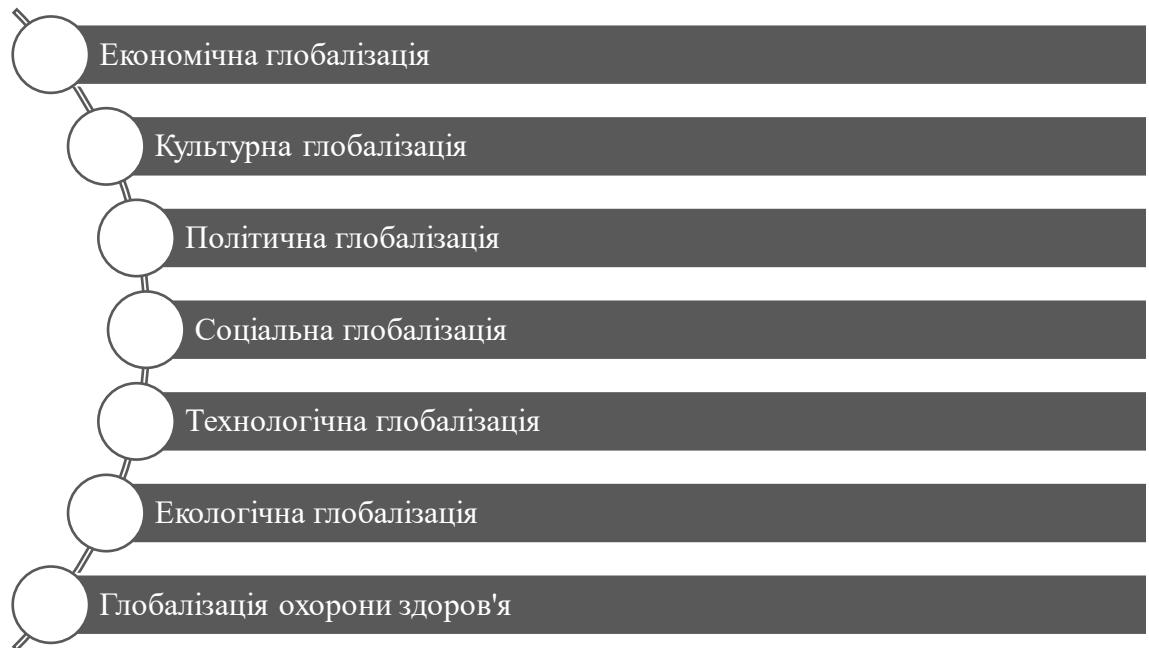 Економічна глобалізація
Культурна глобалізація
Політична глобалізація
Соціальна глобалізація
Технологічна глобалізація
Екологічна глобалізація
Глобалізація охорони здоров'я